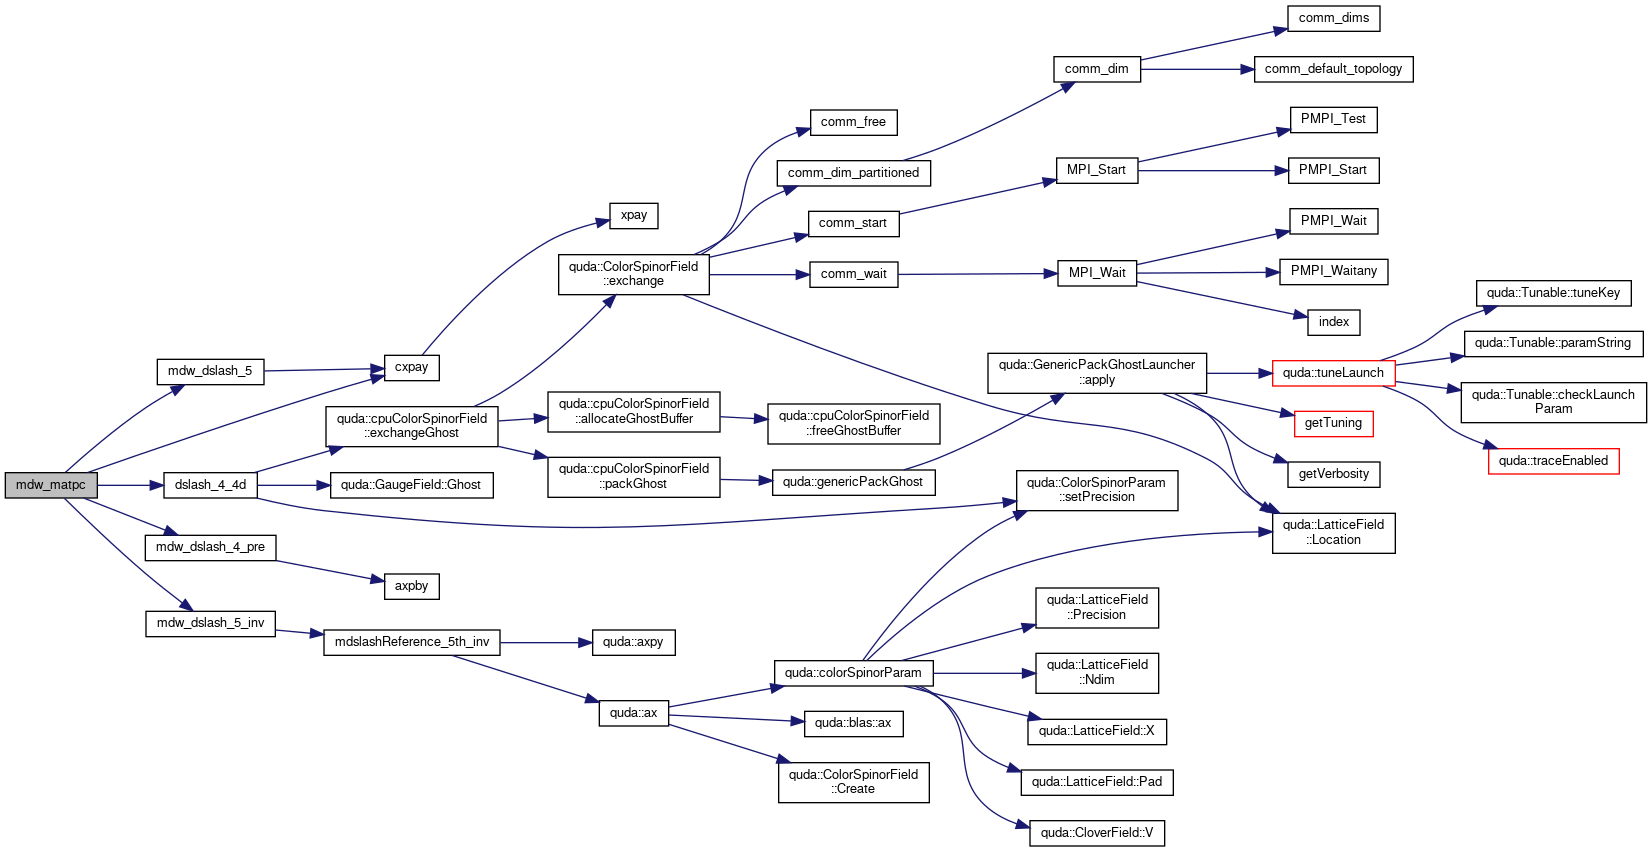 mdw_matpc
mdw_dslash_5
cxpay
xpay
dslash_4_4d
quda::cpuColorSpinorField
::exchangeGhost
quda::ColorSpinorField
::exchange
comm_free
comm_dim_partitioned
comm_dim
comm_dims
comm_default_topology
comm_start
MPI_Start
PMPI_Test
PMPI_Start
comm_wait
MPI_Wait
PMPI_Wait
PMPI_Waitany
index
quda::LatticeField
::Location
quda::cpuColorSpinorField
::allocateGhostBuffer
quda::cpuColorSpinorField
::freeGhostBuffer
quda::cpuColorSpinorField
::packGhost
quda::genericPackGhost
quda::GenericPackGhostLauncher
::apply
quda::tuneLaunch
quda::Tunable::tuneKey
quda::Tunable::paramString
quda::Tunable::checkLaunch
Param
quda::traceEnabled
getTuning
getVerbosity
quda::GaugeField::Ghost
quda::ColorSpinorParam
::setPrecision
mdw_dslash_4_pre
axpby
mdw_dslash_5_inv
mdslashReference_5th_inv
quda::axpy
quda::ax
quda::colorSpinorParam
quda::LatticeField
::Precision
quda::LatticeField
::Ndim
quda::LatticeField::X
quda::LatticeField::Pad
quda::CloverField::V
quda::blas::ax
quda::ColorSpinorField
::Create